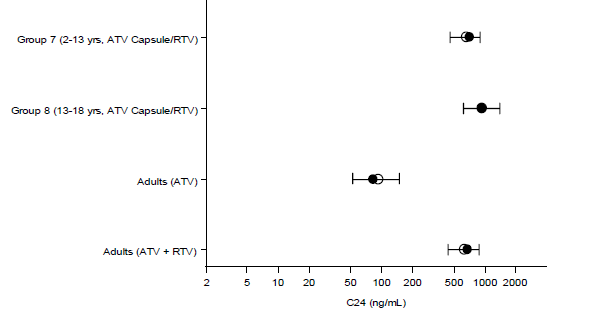 Group 7 (2-13 yrs, ATV Capsule/RTV)
Group 8 (13-18 yrs, ATV Capsule/RTV)
Adults (ATV)
Adults (ATV + RTV)
2 5 10 20 50 100 200 500 1000 2000
C24 (ng/mL)